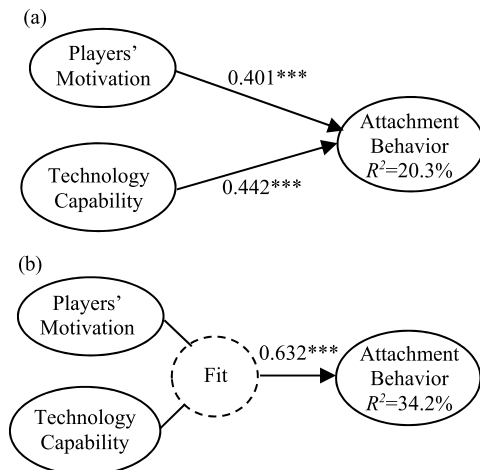 (a)
Players’
Motivation
0.401***
Attachment
Behavior
R²=20.3%
Technology
Capability
0.442***
(b)
Players’
Motivation
Fit
0.632***
Attachment
Behavior
R²=34.2%
Technology
Capability